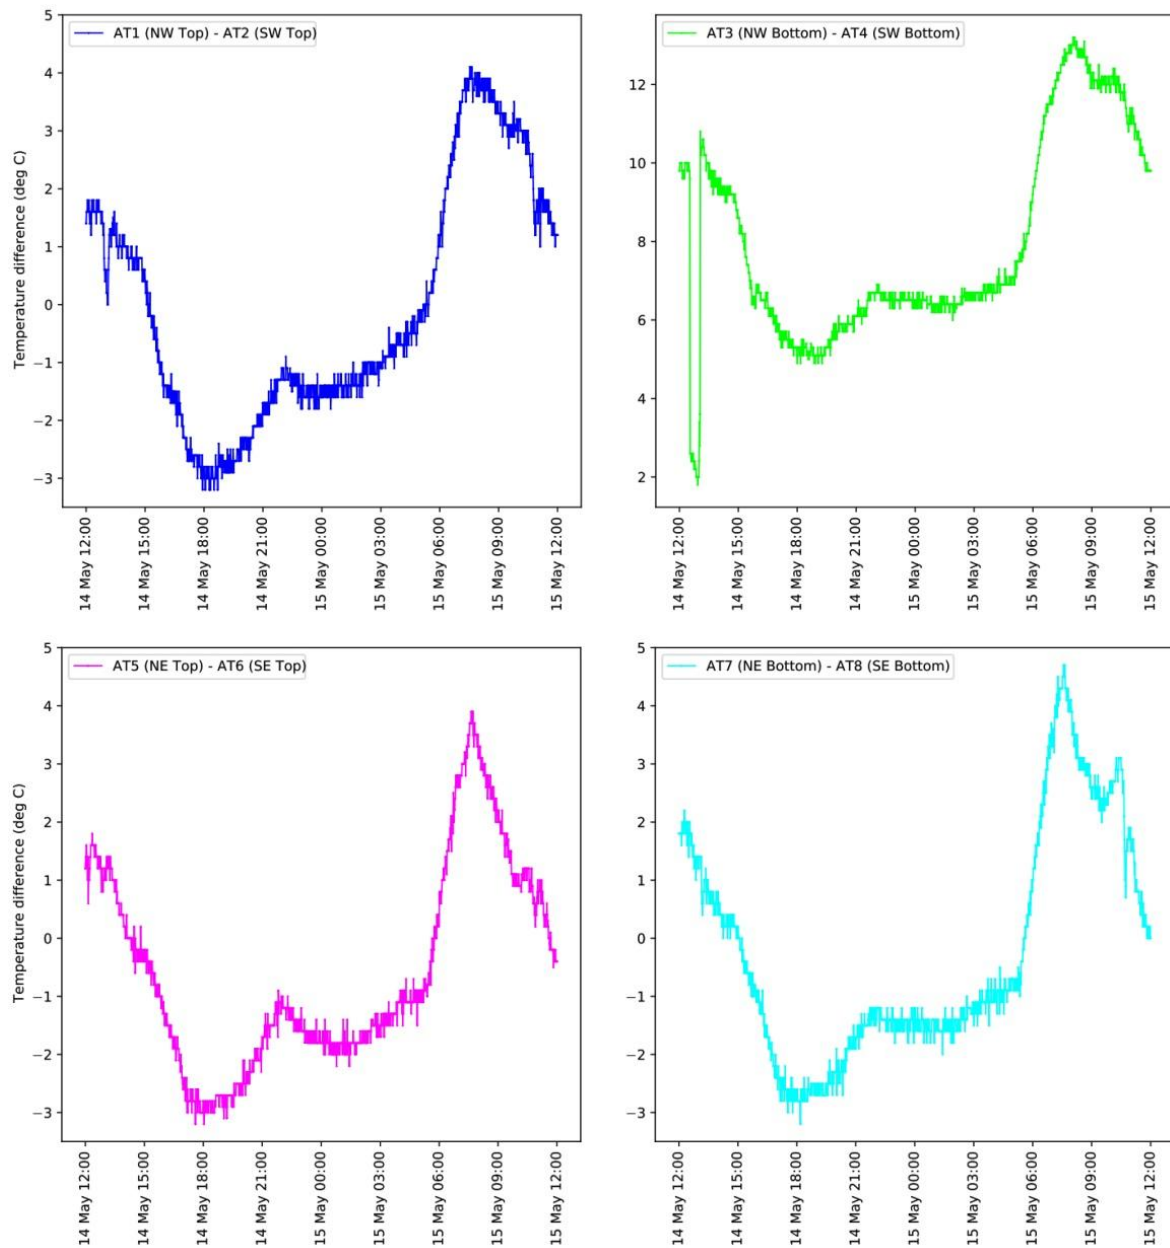 AT1 (NW Top) - AT2 (SW Top)
Temperature difference (deg C)
5
4
3
2
1
0
−1
−2
−3
14 May 12:00
14 May 15:00
14 May 18:00
14 May 21:00
15 May 00:00
15 May 03:00
15 May 06:00
15 May 09:00
15 May 12:00
AT3 (NW Bottom) - AT4 (SW Bottom)
12
10
8
6
4
2
14 May 12:00
14 May 15:00
14 May 18:00
14 May 21:00
15 May 00:00
15 May 03:00
15 May 06:00
15 May 09:00
15 May 12:00
AT5 (NE Top) - AT6 (SE Top)
Temperature difference (deg C)
5
4
3
2
1
0
−1
−2
−3
14 May 12:00
14 May 15:00
14 May 18:00
14 May 21:00
15 May 00:00
15 May 03:00
15 May 06:00
15 May 09:00
15 May 12:00
AT7 (NE Bottom) - AT8 (SE Bottom)
5
4
3
2
1
0
−1
−2
−3
14 May 12:00
14 May 15:00
14 May 18:00
14 May 21:00
15 May 00:00
15 May 03:00
15 May 06:00
15 May 09:00
15 May 12:00